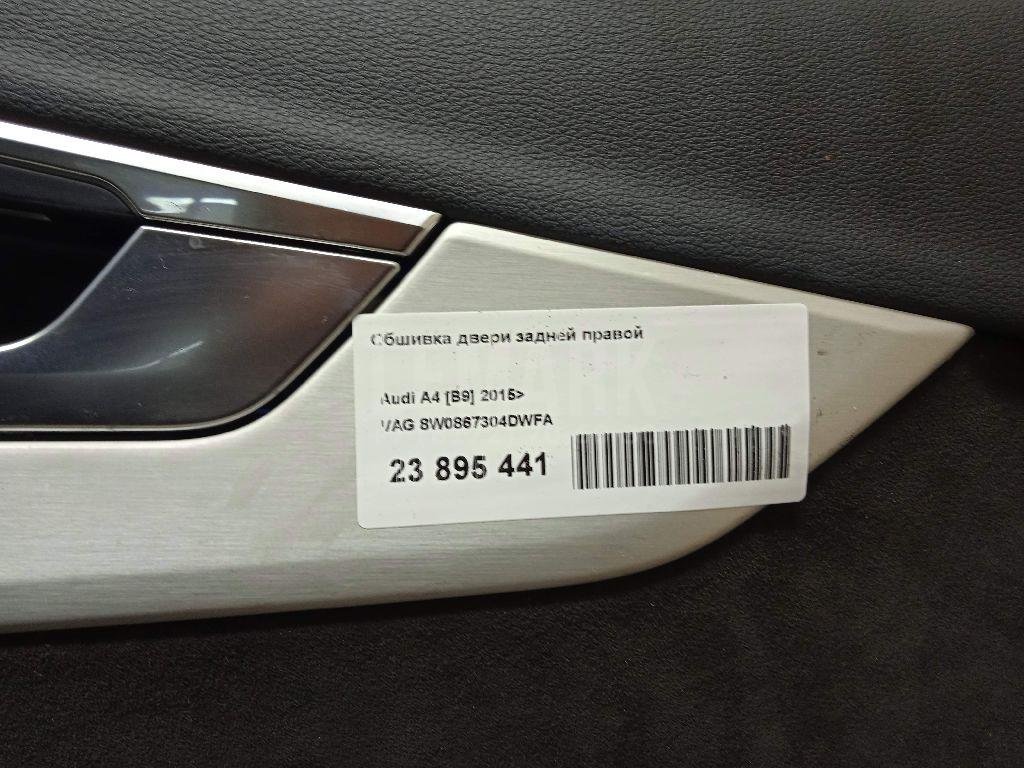 Обшивка двери задней правой
Audi A4 [B9] 2015>
VAG 8W0867304DWFA
23 895 441